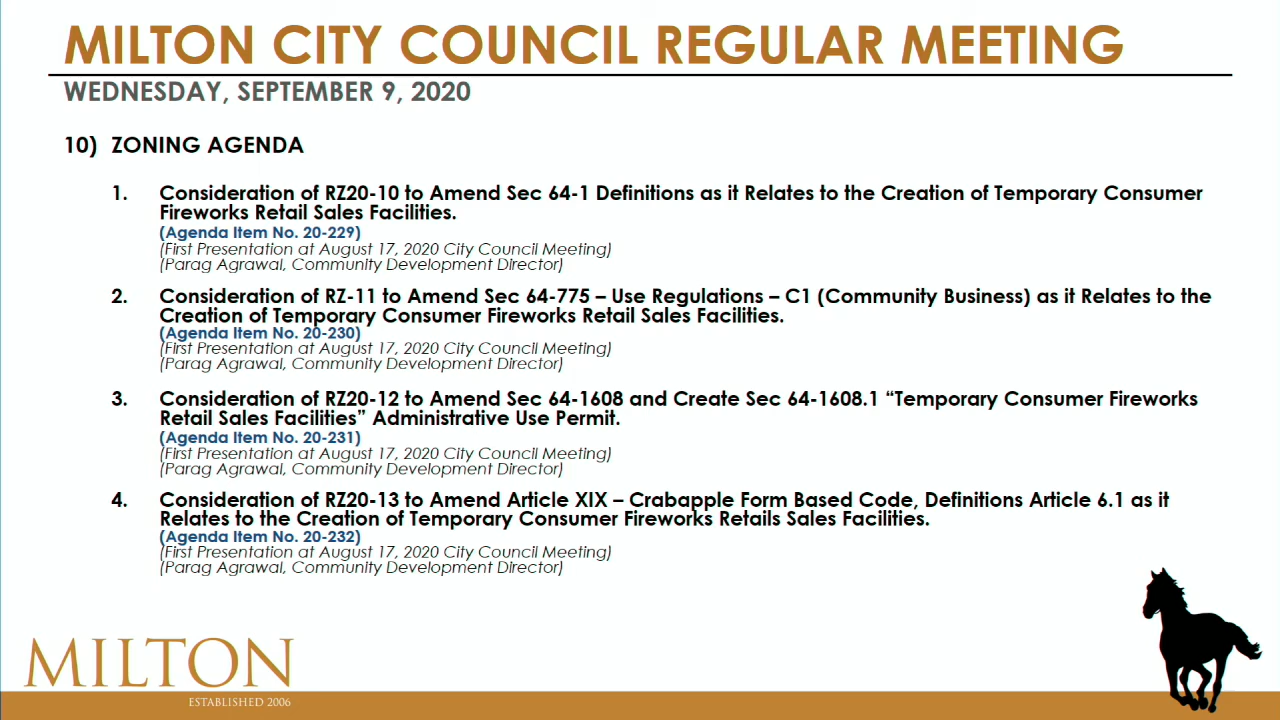 MILTON CITY COUNCIL REGULAR MEETING
WEDNESDAY, SEPTEMBER 9, 2020
10) ZONING AGENDA
1. Consideration of RZ20-10 to Amend Sec 64-1 Definitions as it Relates to the Creation of Temporary Consumer
Fireworks Retail Sales Facilities.
(Agenda Item No. 20-229)
(First Presentation at August 17, 2020 City Council Meeting)
(Parag Agrawal, Community Development Director)
2. Consideration of RZ-11 to Amend Sec 64-775 – Use Regulations – C1 (Community Business) as it Relates to the
Creation of Temporary Consumer Fireworks Retail Sales Facilities.
(Agenda Item No. 20-230)
(First Presentation at August 17, 2020 City Council Meeting)
(Parag Agrawal, Community Development Director)
3. Consideration of RZ20-12 to Amend Sec 64-1608 and Create Sec 64-1608.1 “Temporary Consumer Fireworks
Retail Sales Facilities” Administrative Use Permit.
(Agenda Item No. 20-231)
(First Presentation at August 17, 2020 City Council Meeting)
(Parag Agrawal, Community Development Director)
4. Consideration of RZ20-13 to Amend Article XIX – Crabapple Form Based Code, Definitions Article 6.1 as it
Relates to the Creation of Temporary Consumer Fireworks Retails Sales Facilities.
(Agenda Item No. 20-232)
(First Presentation at August 17, 2020 City Council Meeting)
(Parag Agrawal, Community Development Director)
MILTON
ESTABLISHED 2006